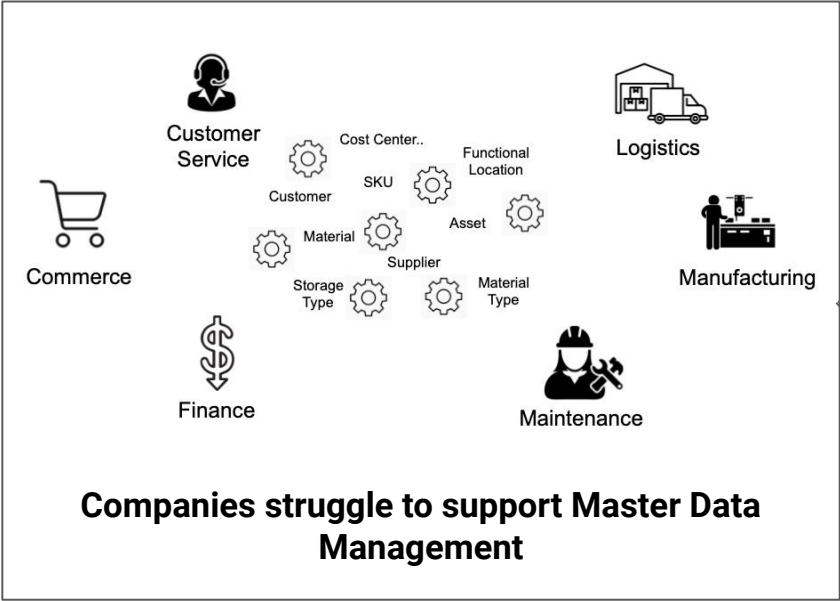 Customer
Service
Cost Center..
Functional
Location
Logistics
SKU
Customer
Asset
Material
Supplier
Commerce
Manufacturing
Storage
Type
Material
Type
Finance
Maintenance
Companies struggle to support Master Data
Management